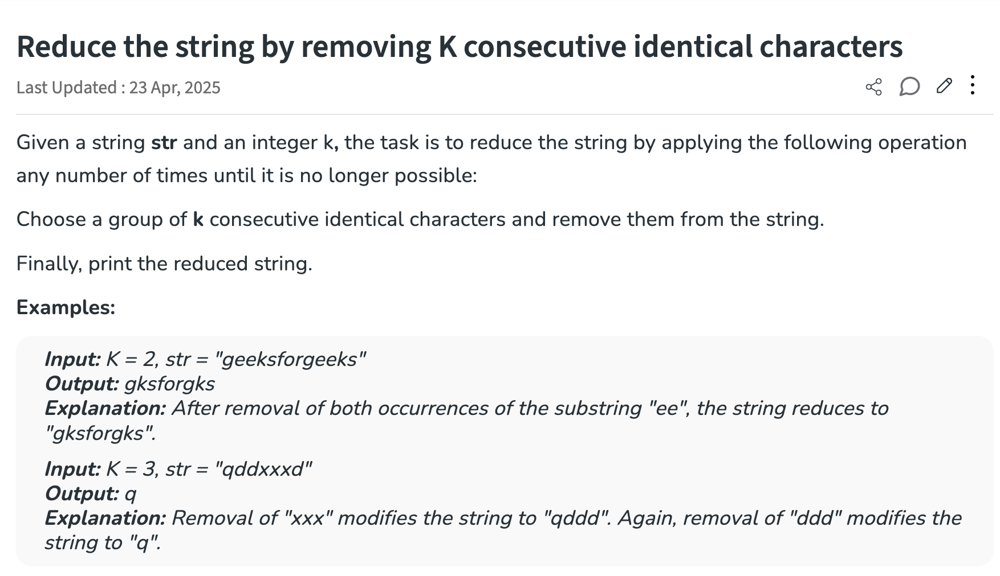 Reduce the string by removing K consecutive identical characters
Last Updated : 23 Apr, 2025
Given a string str and an integer k, the task is to reduce the string by applying the following operation
any number of times until it is no longer possible:
Choose a group of k consecutive identical characters and remove them from the string.
Finally, print the reduced string.
Examples:
Input: K = 2, str = "geeksforgeeks"
Output: gksforgks
Explanation: After removal of both occurrences of the substring "ee", the string reduces to
"gksforgks".
Input: K = 3, str = "qddxxxd"
Output: q
Explanation: Removal of "xxx" modifies the string to "qddd". Again, removal of "ddd" modifies the
string to "q".